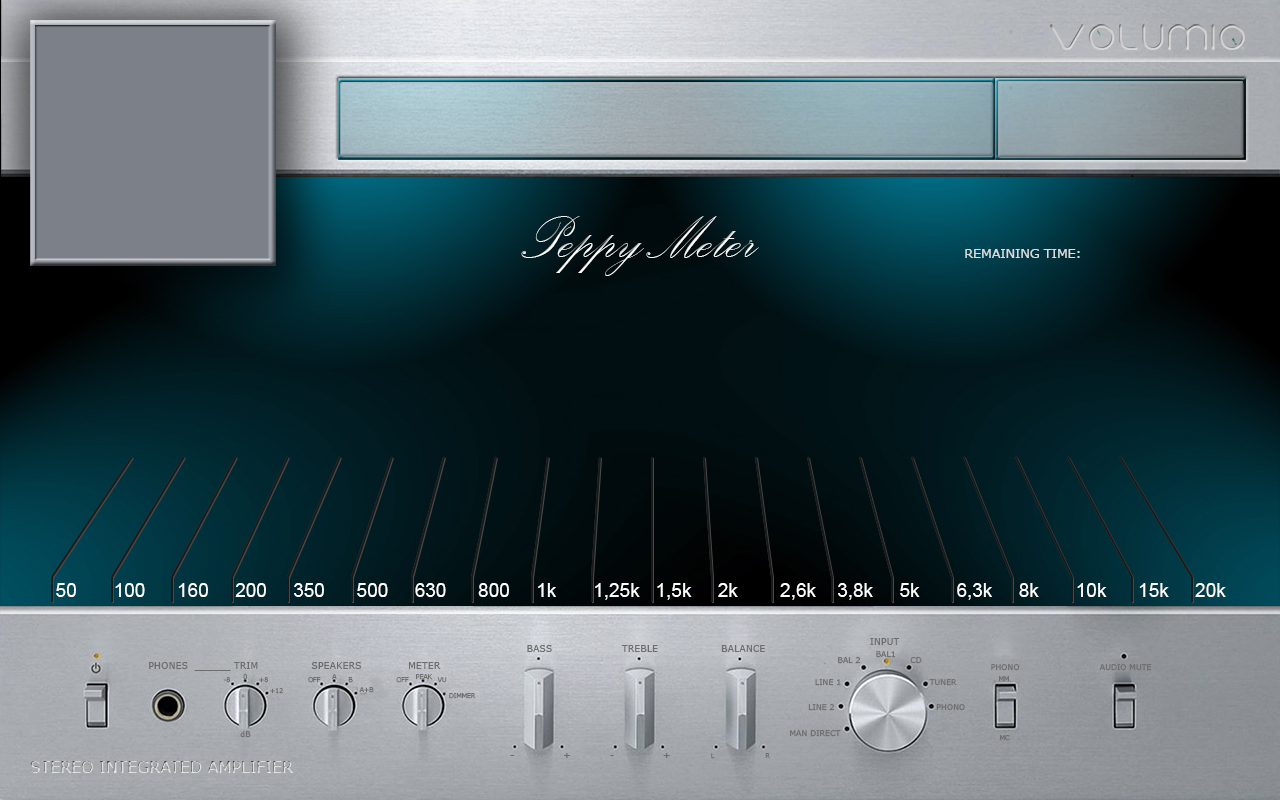 VOLUMIO
Peppy Meter
REMAINING TIME:
50 100 160 200 350 500 630 800 1k 1,25k 1,5k 2k 2,6k 3,8k 5k 6,3k 8k 10k 15k 20k
PHONES TRIM
-8 0 +8
+12
dB
SPEAKERS
OFF A B
A+B
METER
OFF PEAK VU
DIMMER
BASS
- +
TREBLE
- +
BALANCE
L R
INPUT
BAL1
BAL 2 CD
LINE 1 TUNER
LINE 2 PHONO
MAN DIRECT
PHONO
MM
MC
AUDIO MUTE
STEREO INTEGRATED AMPLIFIER